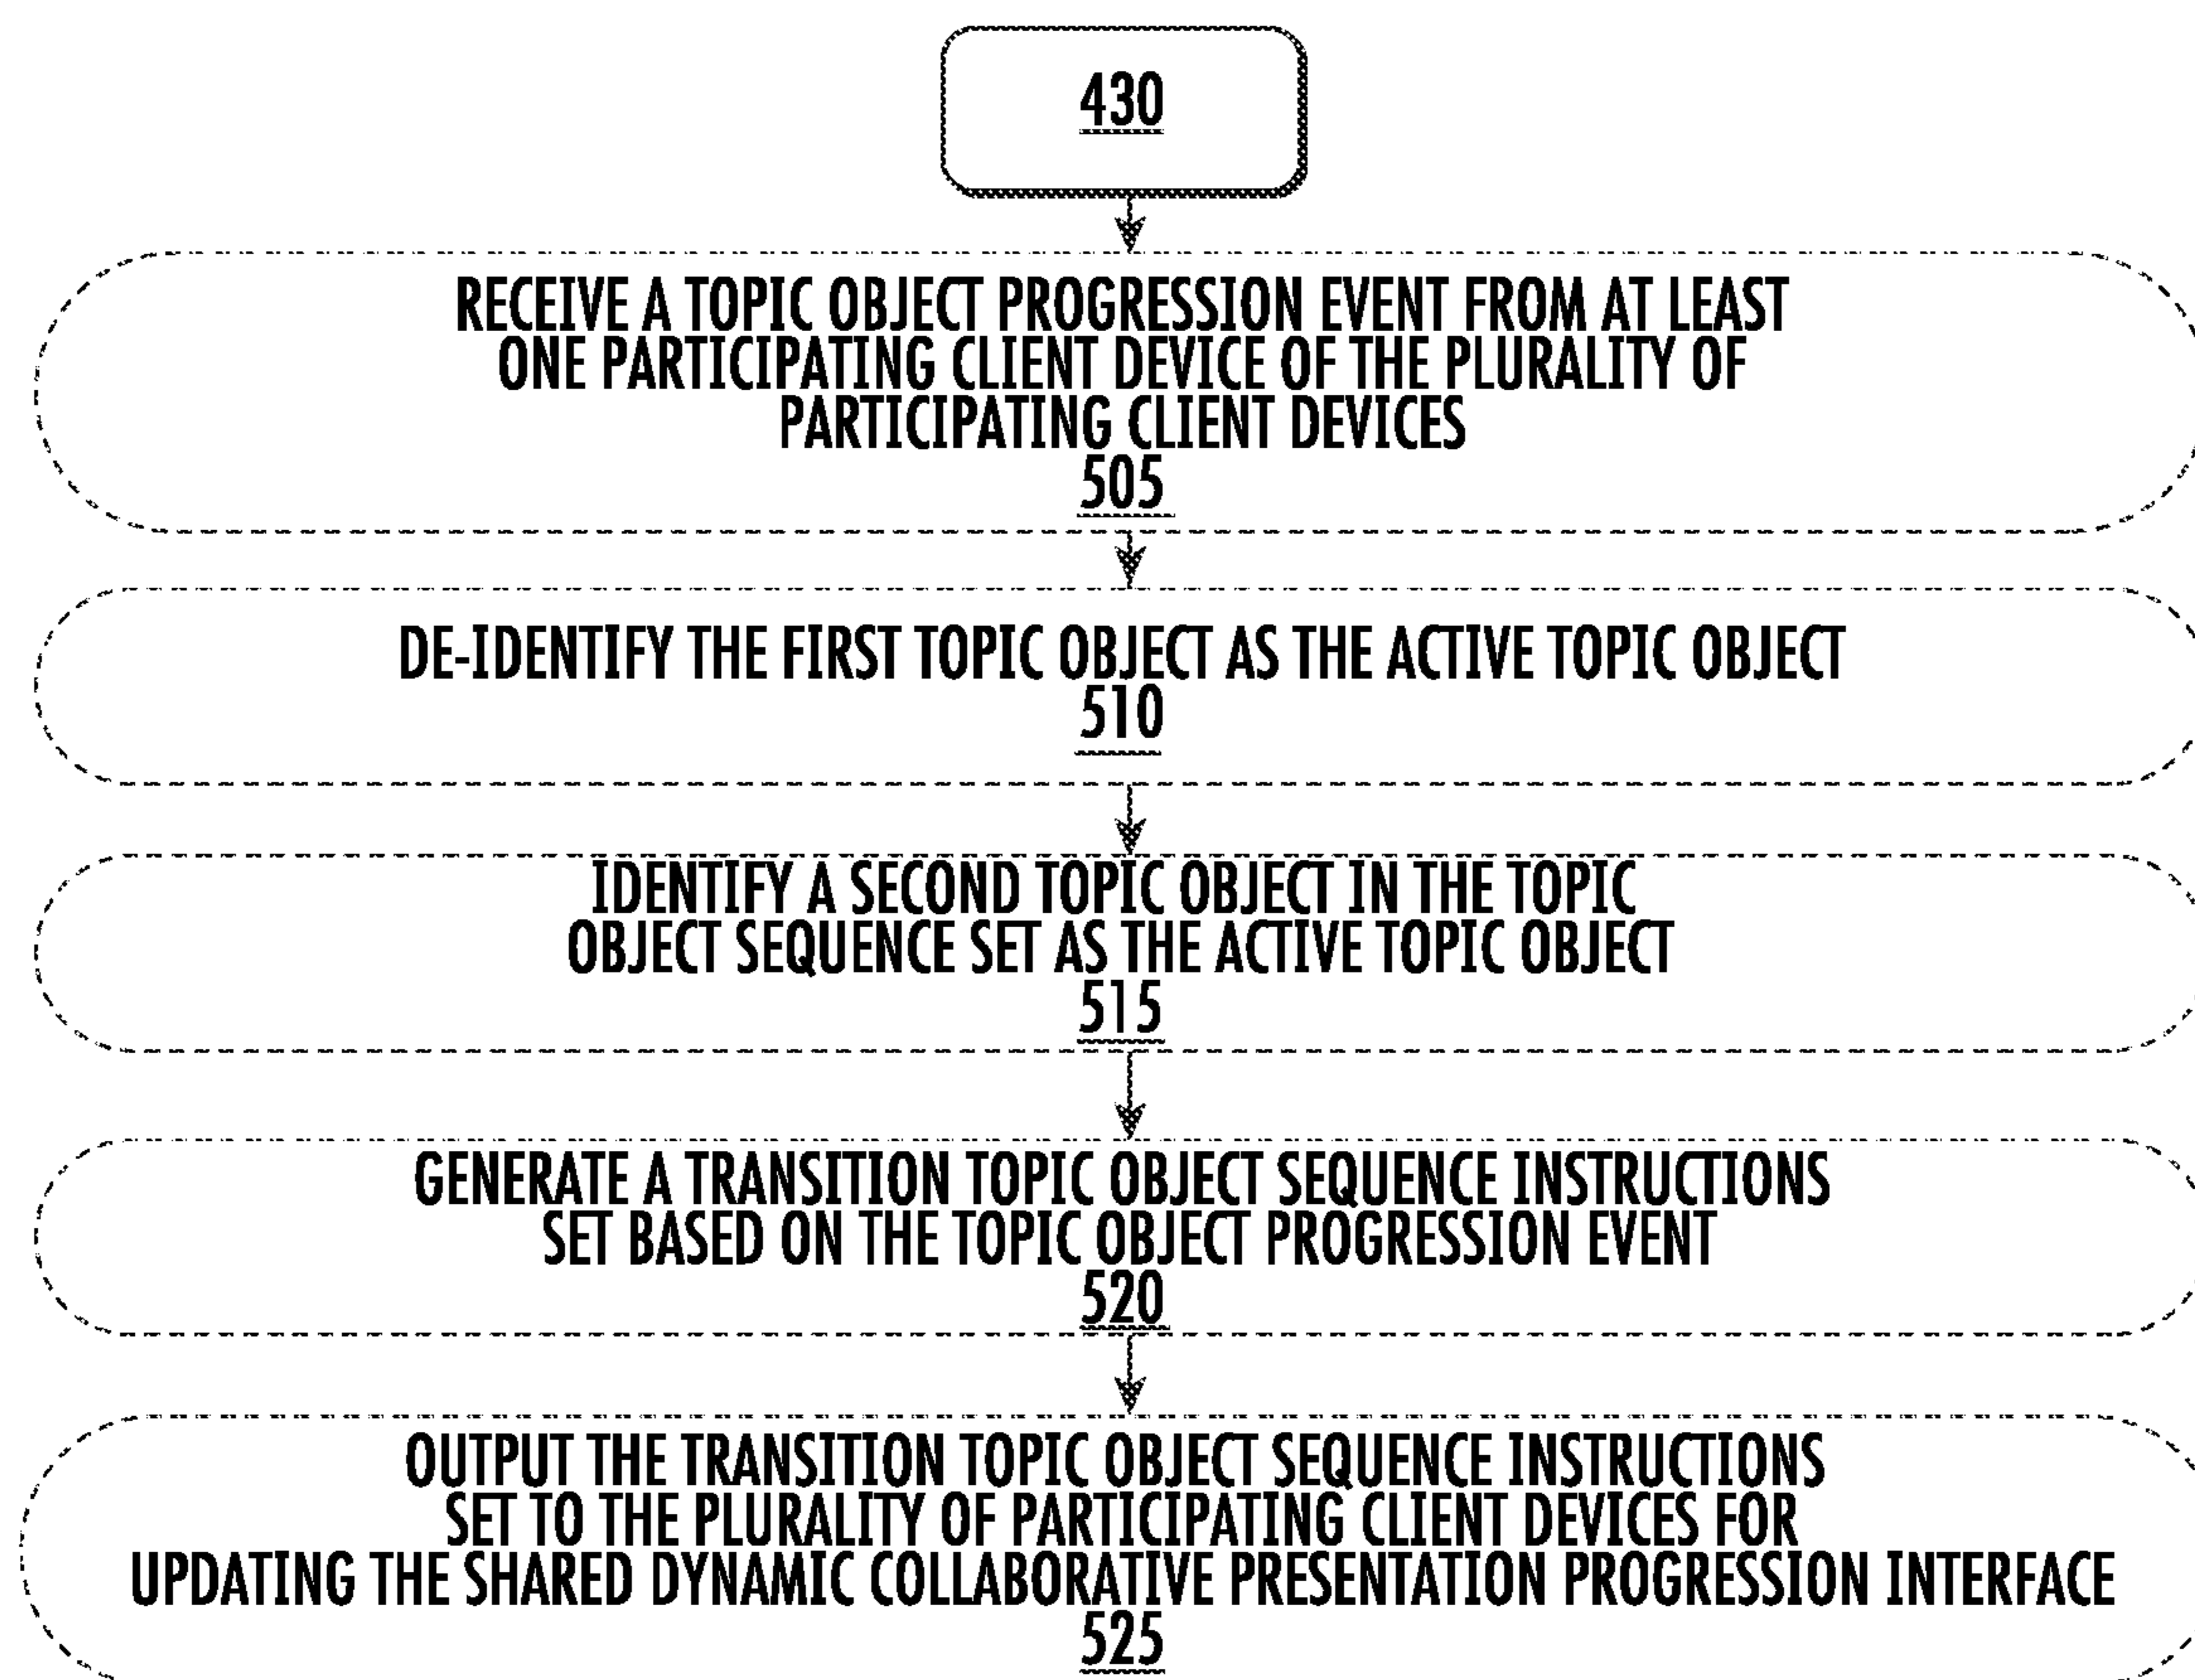 430
RECEIVE A TOPIC OBJECT PROGRESSION EVENT FROM AT LEAST
ONE PARTICIPATING CLIENT DEVICE OF THE PLURALITY OF
PARTICIPATING CLIENT DEVICES
505
DE-IDENTIFY THE FIRST TOPIC OBJECT AS THE ACTIVE TOPIC OBJECT
510
IDENTIFY A SECOND TOPIC OBJECT IN THE TOPIC
OBJECT SEQUENCE SET AS THE ACTIVE TOPIC OBJECT
515
GENERATE A TRANSITION TOPIC OBJECT SEQUENCE INSTRUCTIONS
SET BASED ON THE TOPIC OBJECT PROGRESSION EVENT
520
OUTPUT THE TRANSITION TOPIC OBJECT SEQUENCE INSTRUCTIONS
SET TO THE PLURALITY OF PARTICIPATING CLIENT DEVICES FOR
UPDATING THE SHARED DYNAMIC COLLABORATIVE PRESENTATION PROGRESSION INTERFACE
525